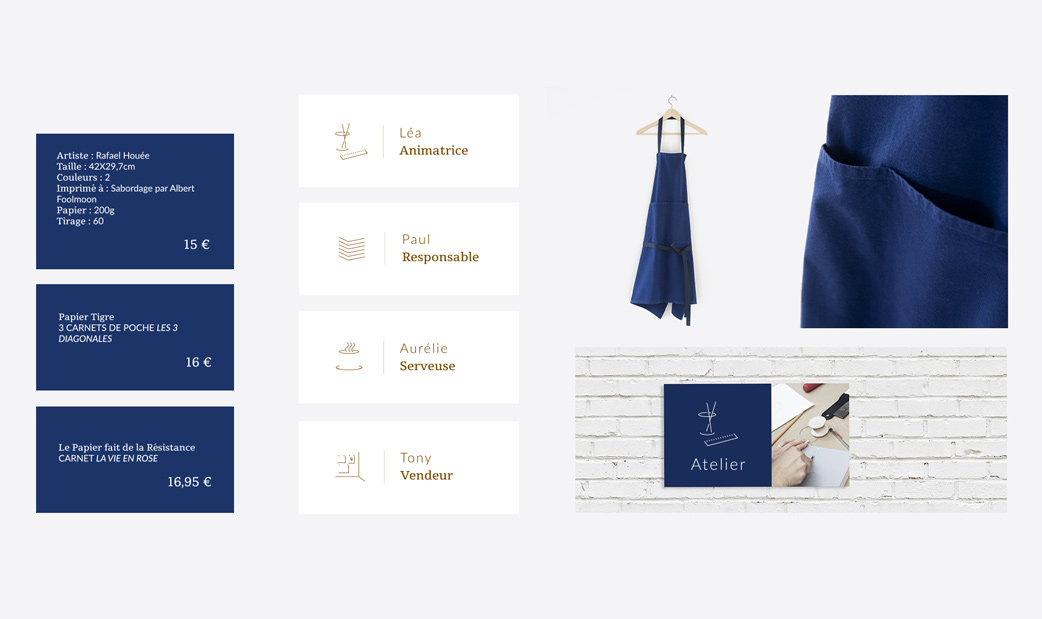 Artiste : Rafael Houée
Taille : 42X29,7cm
Couleurs : 2
Imprimé à : Sabordage par Albert
Foolmoon
Papier : 200g
Tirage : 60
15 €
Papier Tigre
3 CARNETS DE POCHE LES 3
DIAGONALES
16 €
Le Papier fait de la Résistance
CARNET LA VIE EN ROSE
16,95 €
Léa
Animatrice
Paul
Responsable
Aurélie
Serveuse
Tony
Vendeur
Atelier